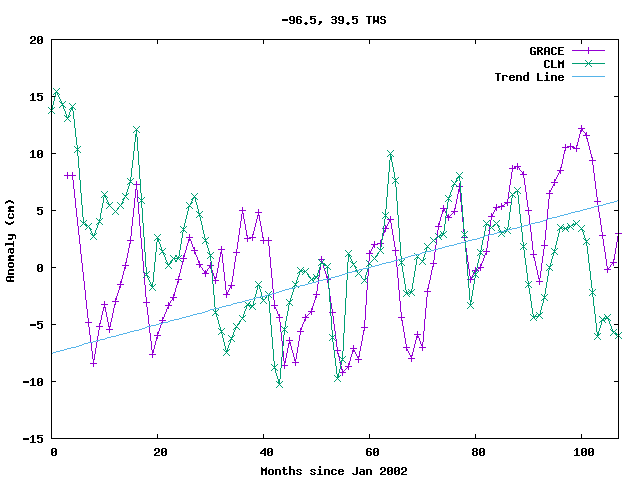 -96.5, 39.5 TWS
GRACE
CLM
Trend Line
Anomaly (cm)
20
15
10
5
0
-5
-10
-15
0 20 40 60 80 100
Months since Jan 2002